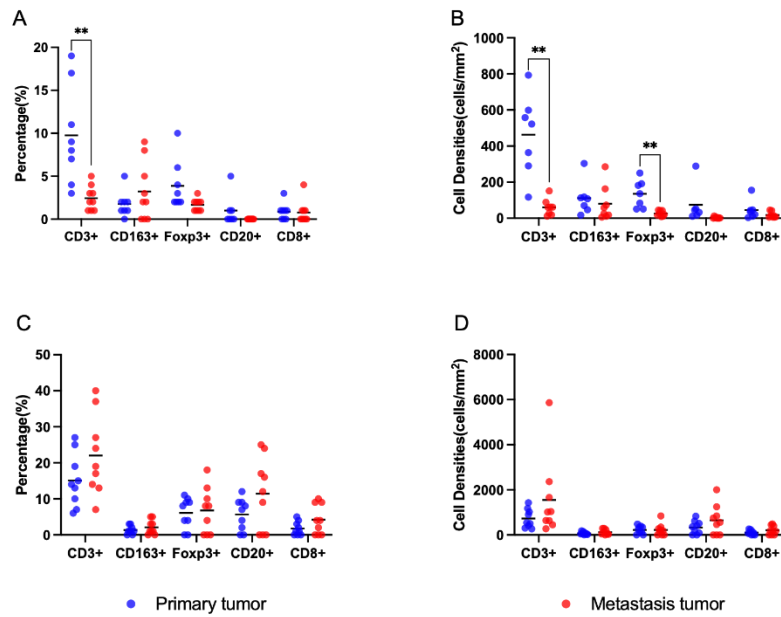 A
**
Percentage(%)
20
15
10
5
0
CD3+ CD163+ Foxp3+ CD20+ CD8+
B
**
**
Cell Densities(cells/mm²)
1000
800
600
400
200
0
CD3+ CD163+ Foxp3+ CD20+ CD8+
C
Percentage(%)
50
40
30
20
10
0
CD3+ CD163+ Foxp3+ CD20+ CD8+
D
Cell Densities(cells/mm²)
8000
6000
4000
2000
0
CD3+ CD163+ Foxp3+ CD20+ CD8+
Primary tumor
Metastasis tumor